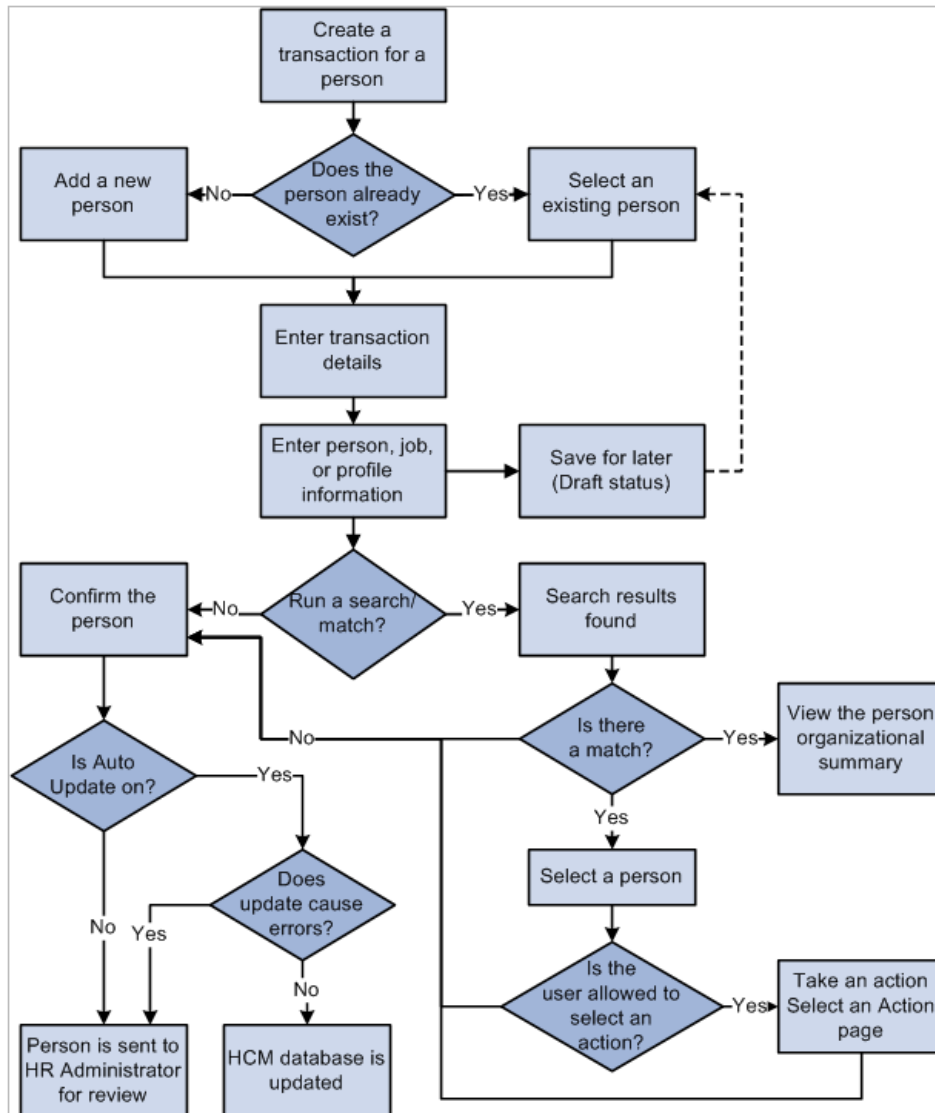 Create a
transaction for a
person
Does the
person already
exist?
No
Yes
Add a new
person
Select an
existing person
Enter transaction
details
Enter person, job,
or profile
information
Save for later
(Draft status)
Run a search/
match?
No
Yes
Confirm the
person
Search results
found
Is there
a match?
No
Yes
Yes
View the person
organizational
summary
Is Auto
Update on?
Yes
No
Select a person
Does
update cause
errors?
Yes
No
Is the
user allowed to
select an
action?
Yes
Take an action
Select an Action
page
Person is sent to
HR Administrator
for review
HCM database is
updated